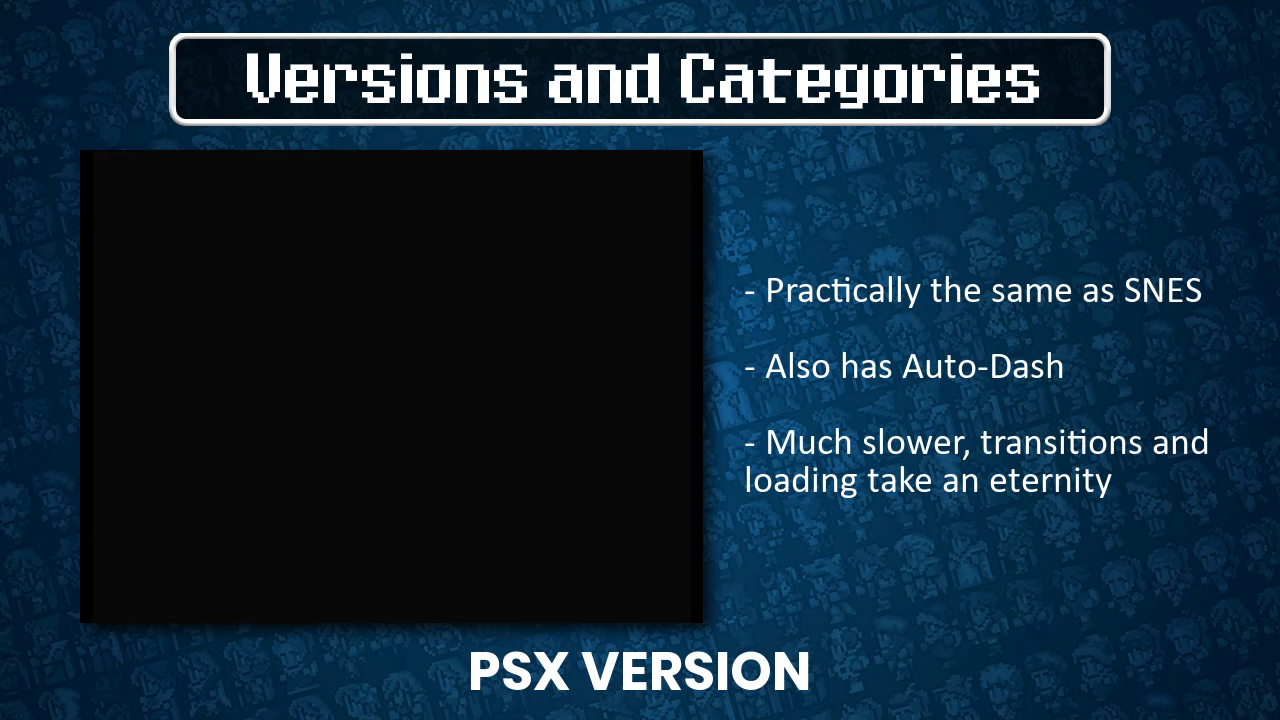 Versions and Categories
- Practically the same as SNES
- Also has Auto-Dash
- Much slower, transitions and
loading take an eternity
PSX VERSION